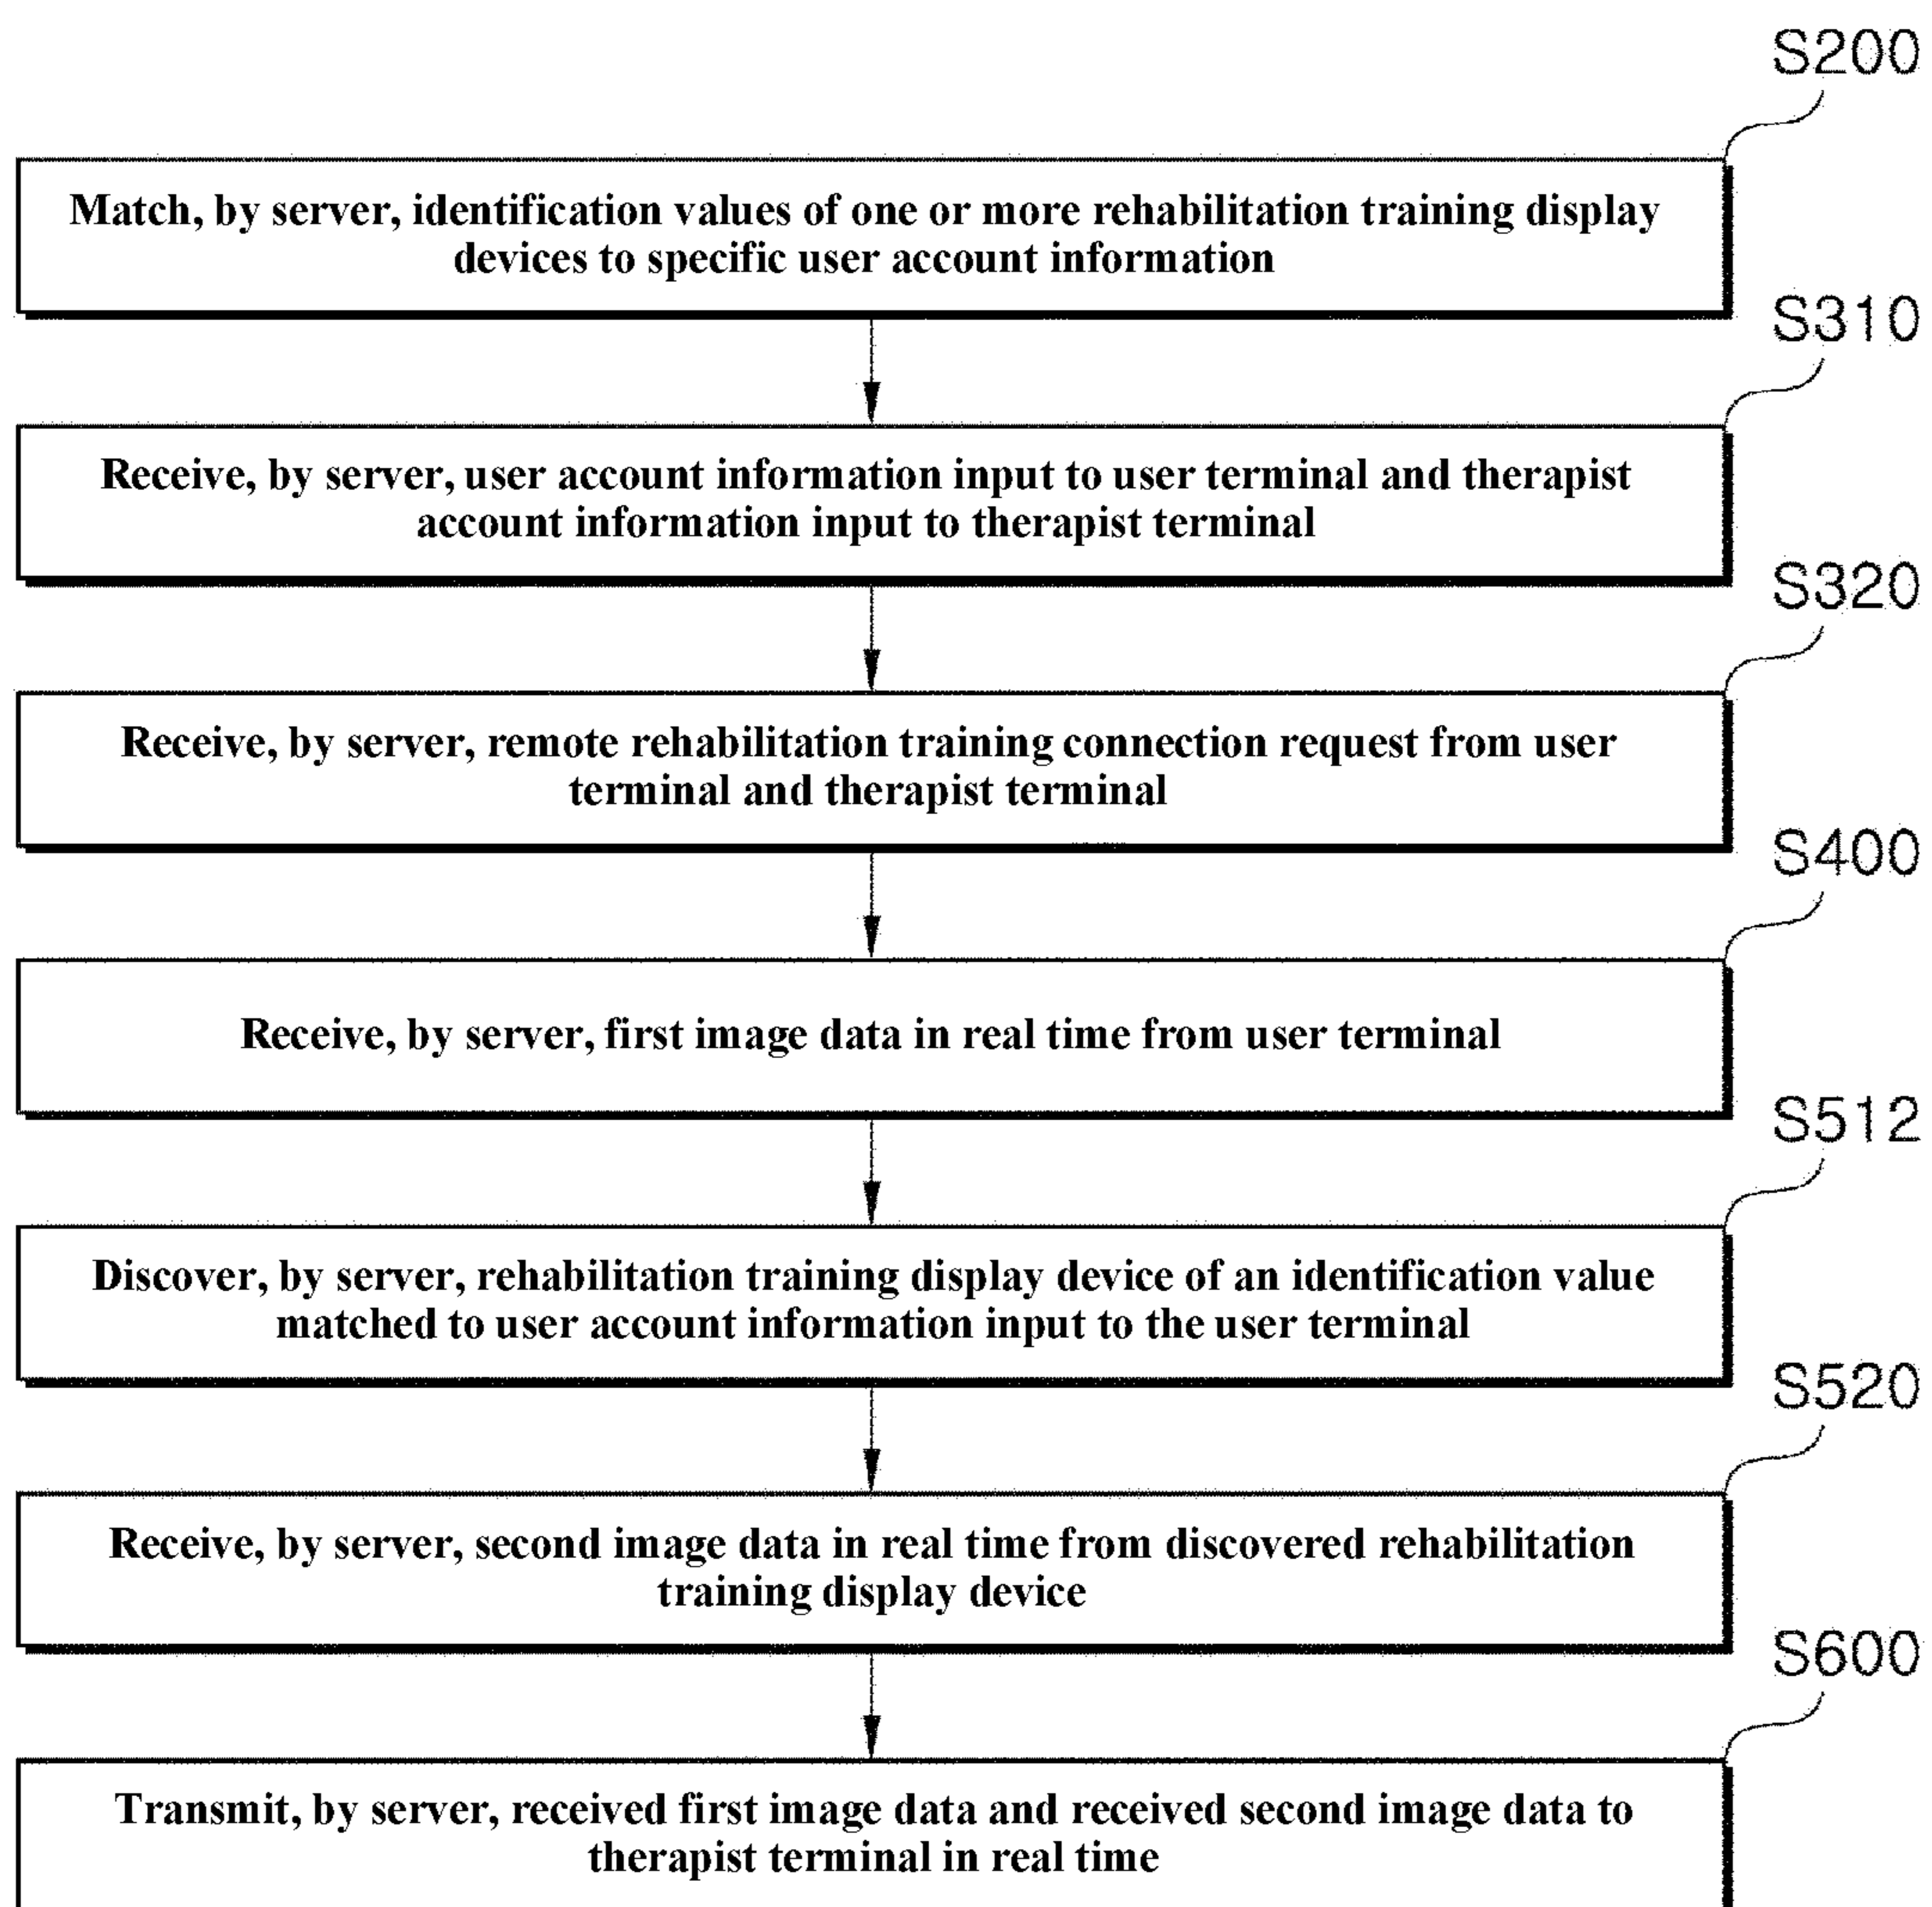 S200
Match, by server, identification values of one or more rehabilitation training display
devices to specific user account information
S310
Receive, by server, user account information input to user terminal and therapist
account information input to therapist terminal
S320
Receive, by server, remote rehabilitation training connection request from user
terminal and therapist terminal
S400
Receive, by server, first image data in real time from user terminal
S512
Discover, by server, rehabilitation training display device of an identification value
matched to user account information input to the user terminal
S520
Receive, by server, second image data in real time from discovered rehabilitation
training display device
S600
Transmit, by server, received first image data and received second image data to
therapist terminal in real time